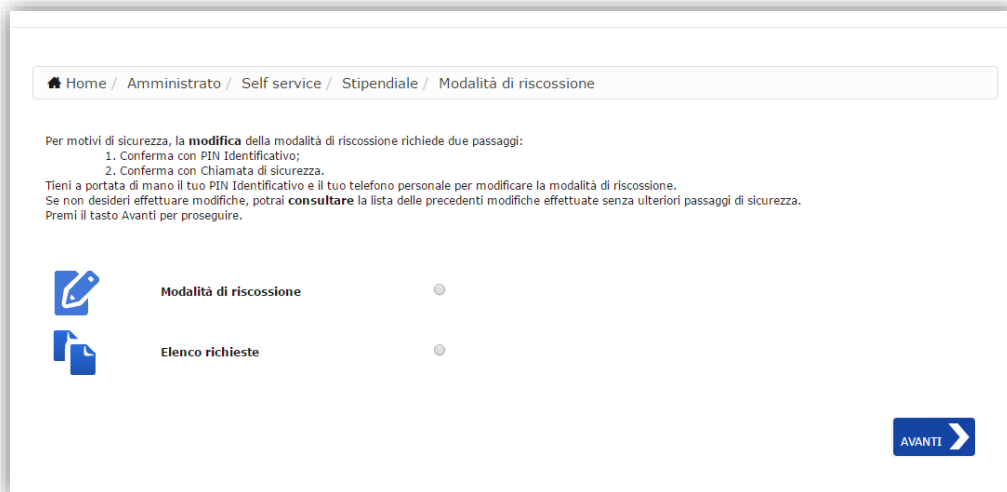 Home / Amministrato / Self service / Stipendiale / Modalità di riscossione
Per motivi di sicurezza, la modifica della modalità di riscossione richiede due passaggi:
1. Conferma con PIN Identificativo;
2. Conferma con Chiamata di sicurezza.
Tieni a portata di mano il tuo PIN Identificativo e il tuo telefono personale per modificare la modalità di riscossione.
Se non desideri effettuare modifiche, potrai consultare la lista delle precedenti modifiche effettuate senza ulteriori passaggi di sicurezza.
Premi il tasto Avanti per proseguire.
Modalità di riscossione
Elenco richieste
AVANTI